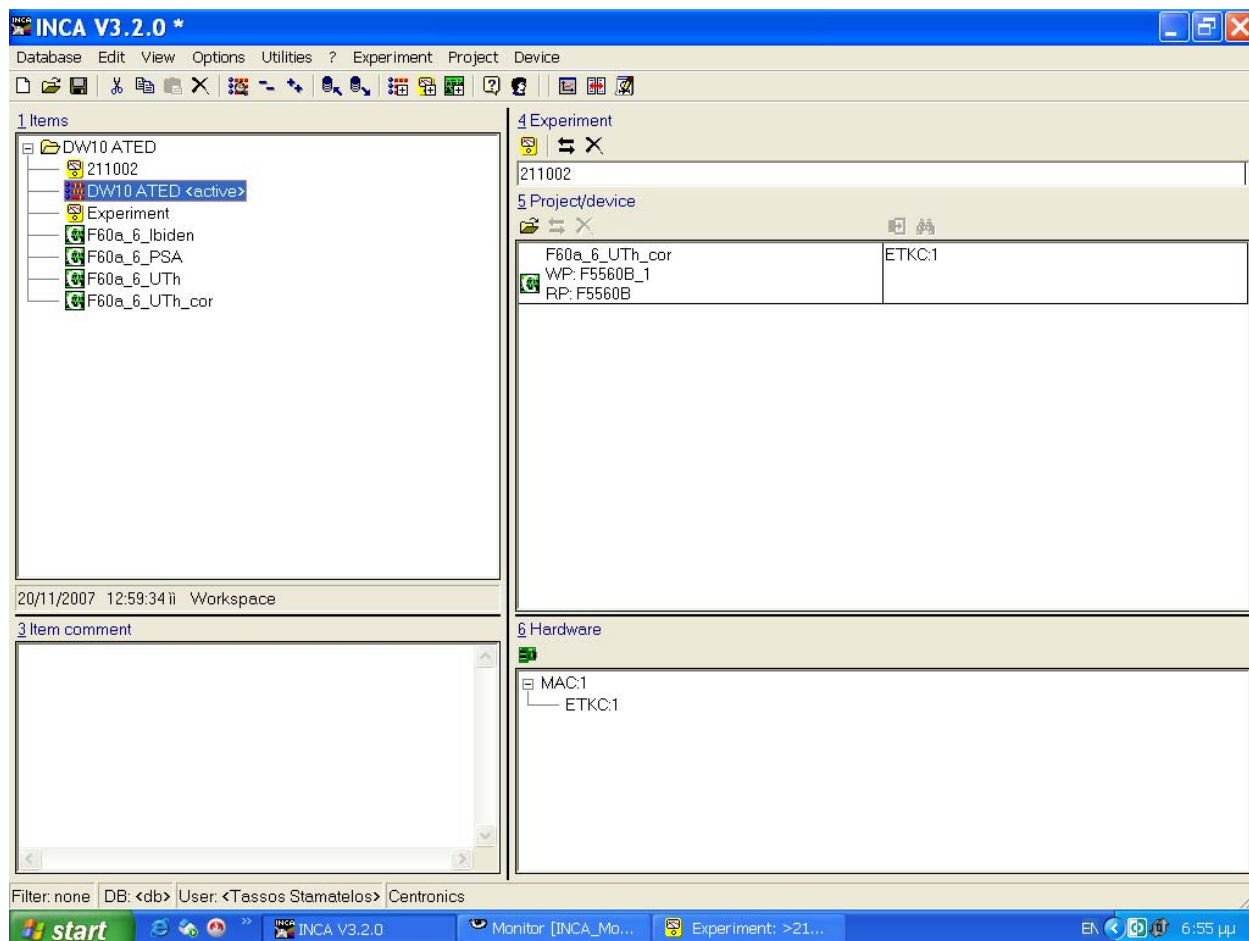 INCA V3.2.0 *
Database Edit View Options Utilities ? Experiment Project Device
1 Items
DW10 ATED
211002
DW10 ATED <active>
Experiment
F60a_6_Ibiden
F60a_6_PSA
F60a_6_UTh
F60a_6_UTh_cor
20/11/2007 12:59:34 ìì Workspace
3 Item comment
4 Experiment
211002
5 Project/device
F60a_6_UTh_cor ETKC:1
WP: F5560B_1
RP: F5560B
6 Hardware
MAC:1
ETKC:1
Filter: none DB: <db> User: <Tassos Stamatelos> Centronics
start INCA V3.2.0 Monitor [INCA_Mo... Experiment: >21... EN 6:55 μμ